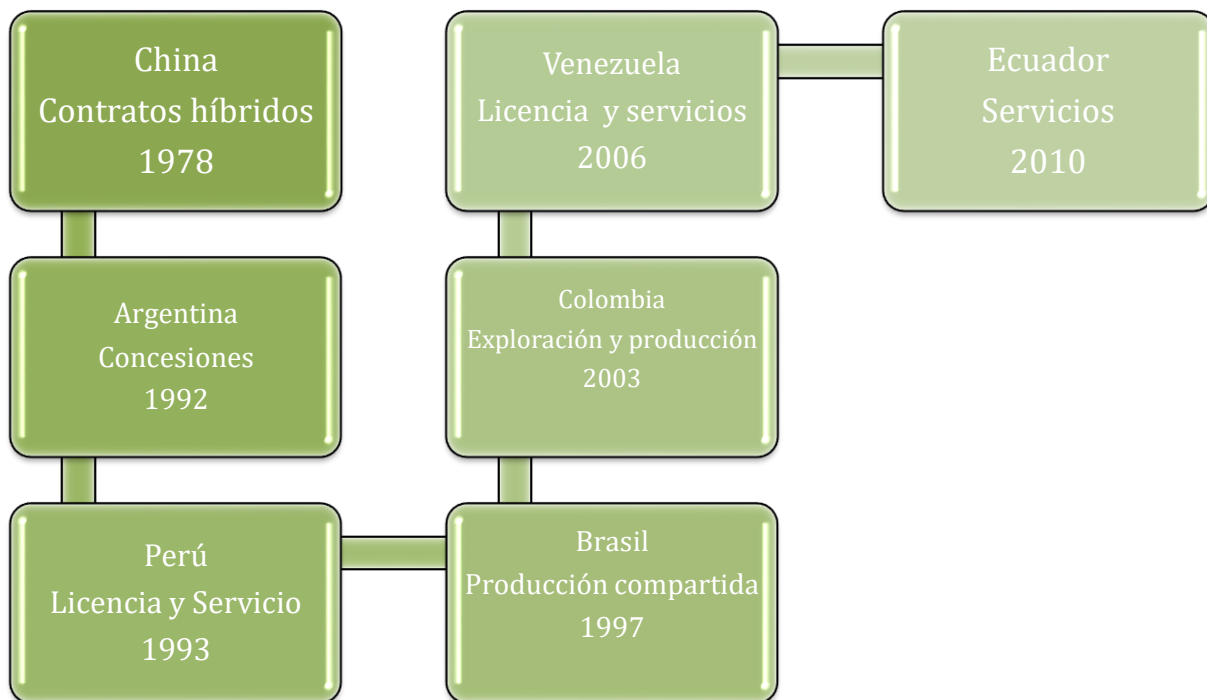 China
Contratos híbridos
1978
Argentina
Concesiones
1992
Perú
Licencia y Servicio
1993
Brasil
Producción compartida
1997
Colombia
Exploración y producción
2003
Venezuela
Licencia y servicios
2006
Ecuador
Servicios
2010